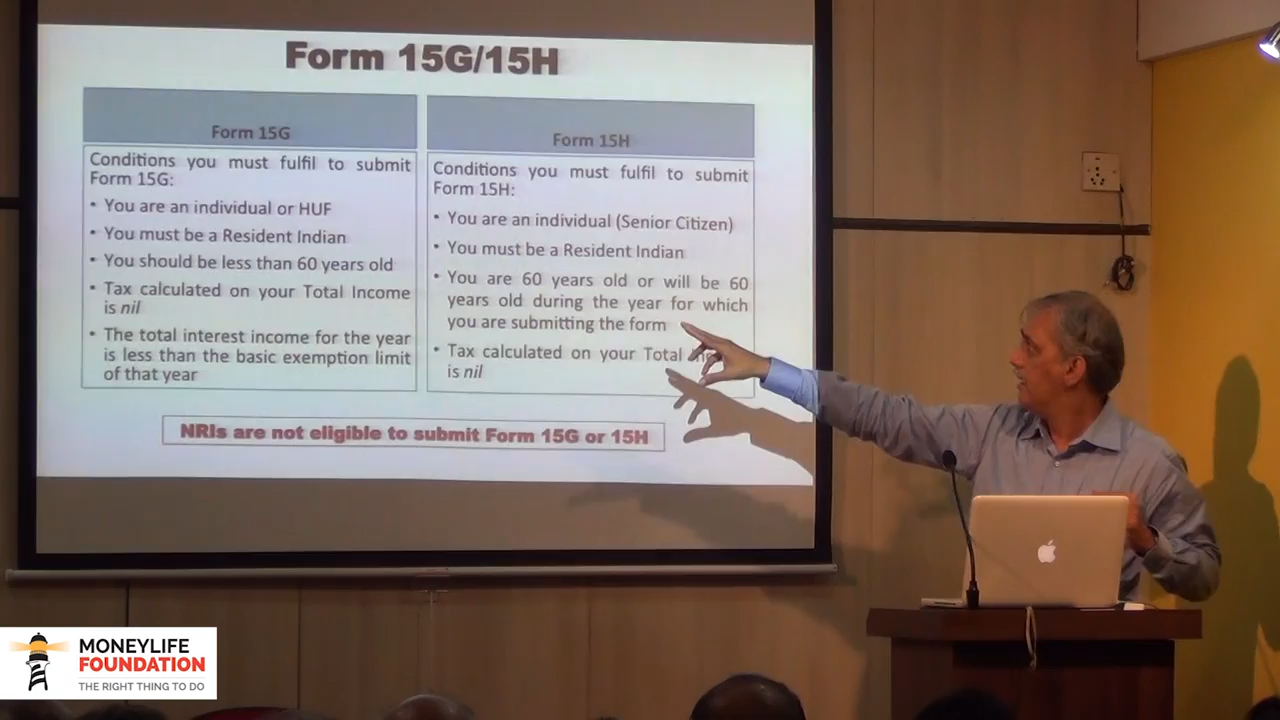 Form 15G/15H
Form 15G
Conditions you must fulfil to submit
Form 15G:
• You are an individual or HUF
• You must be a Resident Indian
• You should be less than 60 years old
• Tax calculated on your Total Income
is nil
• The total interest income for the year
is less than the basic exemption limit
of that year
Form 15H
Conditions you must fulfil to submit
Form 15H:
• You are an individual (Senior Citizen)
• You must be a Resident Indian
• You are 60 years old or will be 60
years old during the year for which
you are submitting the form
• Tax calculated on your Total
is nil
NRIs are not eligible to submit Form 15G or 15H
MONEYLIFE
FOUNDATION
THE RIGHT THING TO DO